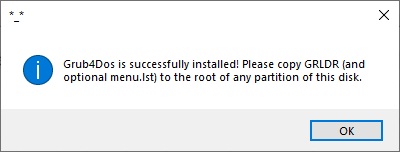 *_*
Grub4Dos is successfully installed! Please copy GRLDR (and
optional menu.lst) to the root of any partition of this disk.
OK